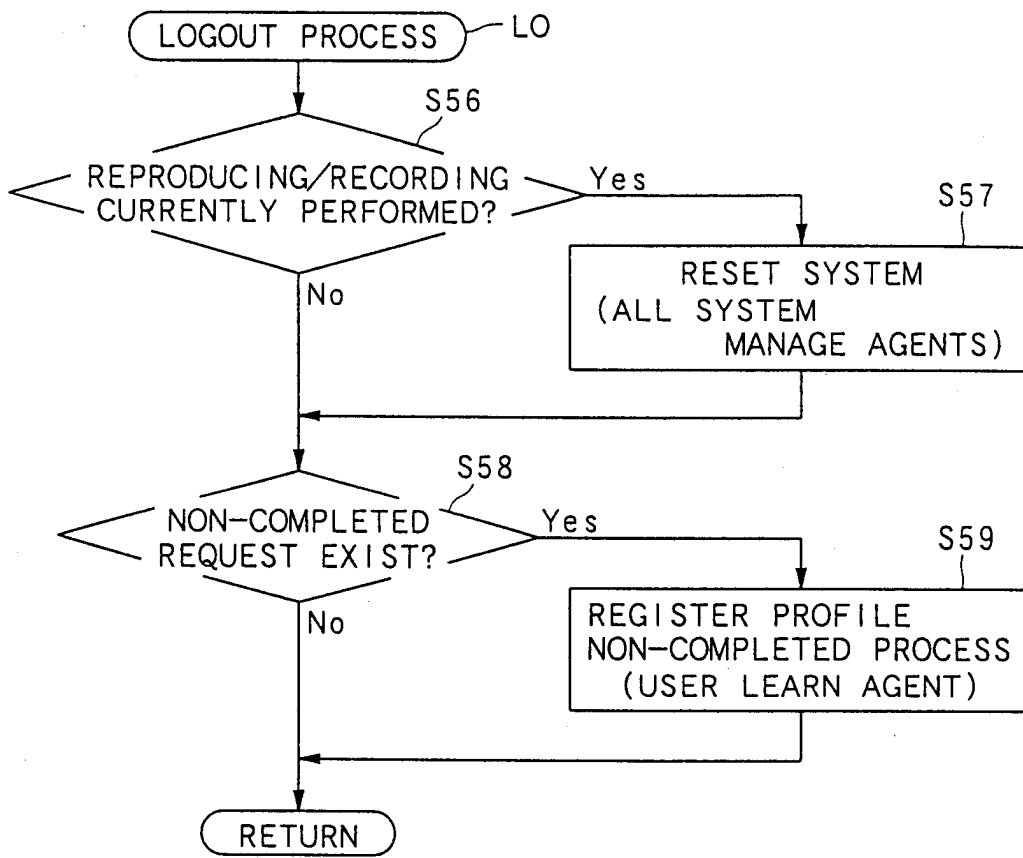 LOGOUT PROCESS
LO
S56
REPRODUCING/RECORDING
CURRENTLY PERFORMED?
Yes
No
S57
RESET SYSTEM
(ALL SYSTEM
MANAGE AGENTS)
S58
NON-COMPLETED
REQUEST EXIST?
Yes
No
S59
REGISTER PROFILE
NON-COMPLETED PROCESS
(USER LEARN AGENT)
RETURN